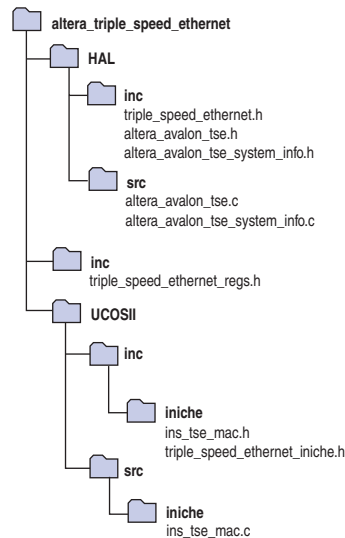 altera_triple_speed_ethernet
HAL
inc
triple_speed_ethernet.h
altera_avalon_tse.h
altera_avalon_tse_system_info.h
src
altera_avalon_tse.c
altera_avalon_tse_system_info.c
inc
triple_speed_ethernet_regs.h
UCOSII
inc
iniche
ins_tse_mac.h
triple_speed_ethernet_iniche.h
src
iniche
ins_tse_mac.c